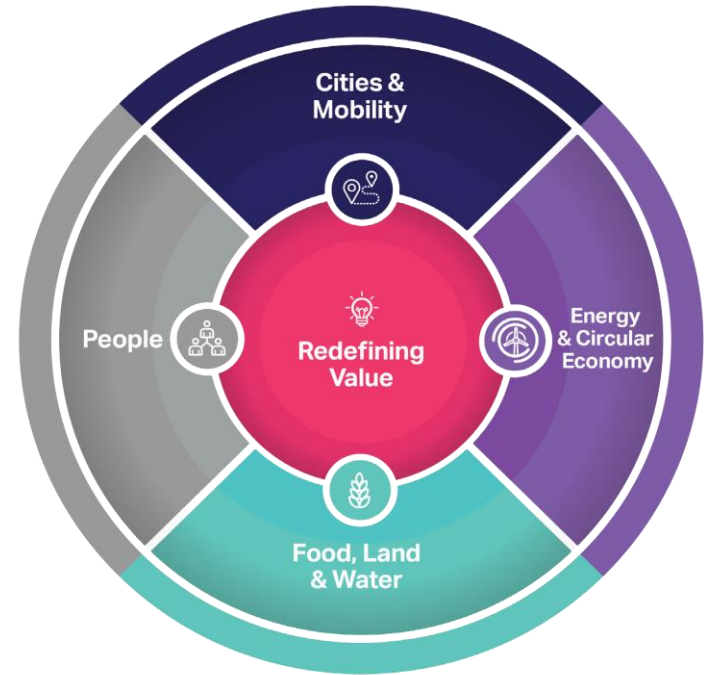 Cities &
Mobility
People
Redefining
Value
Energy
& Circular
Economy
Food, Land
& Water